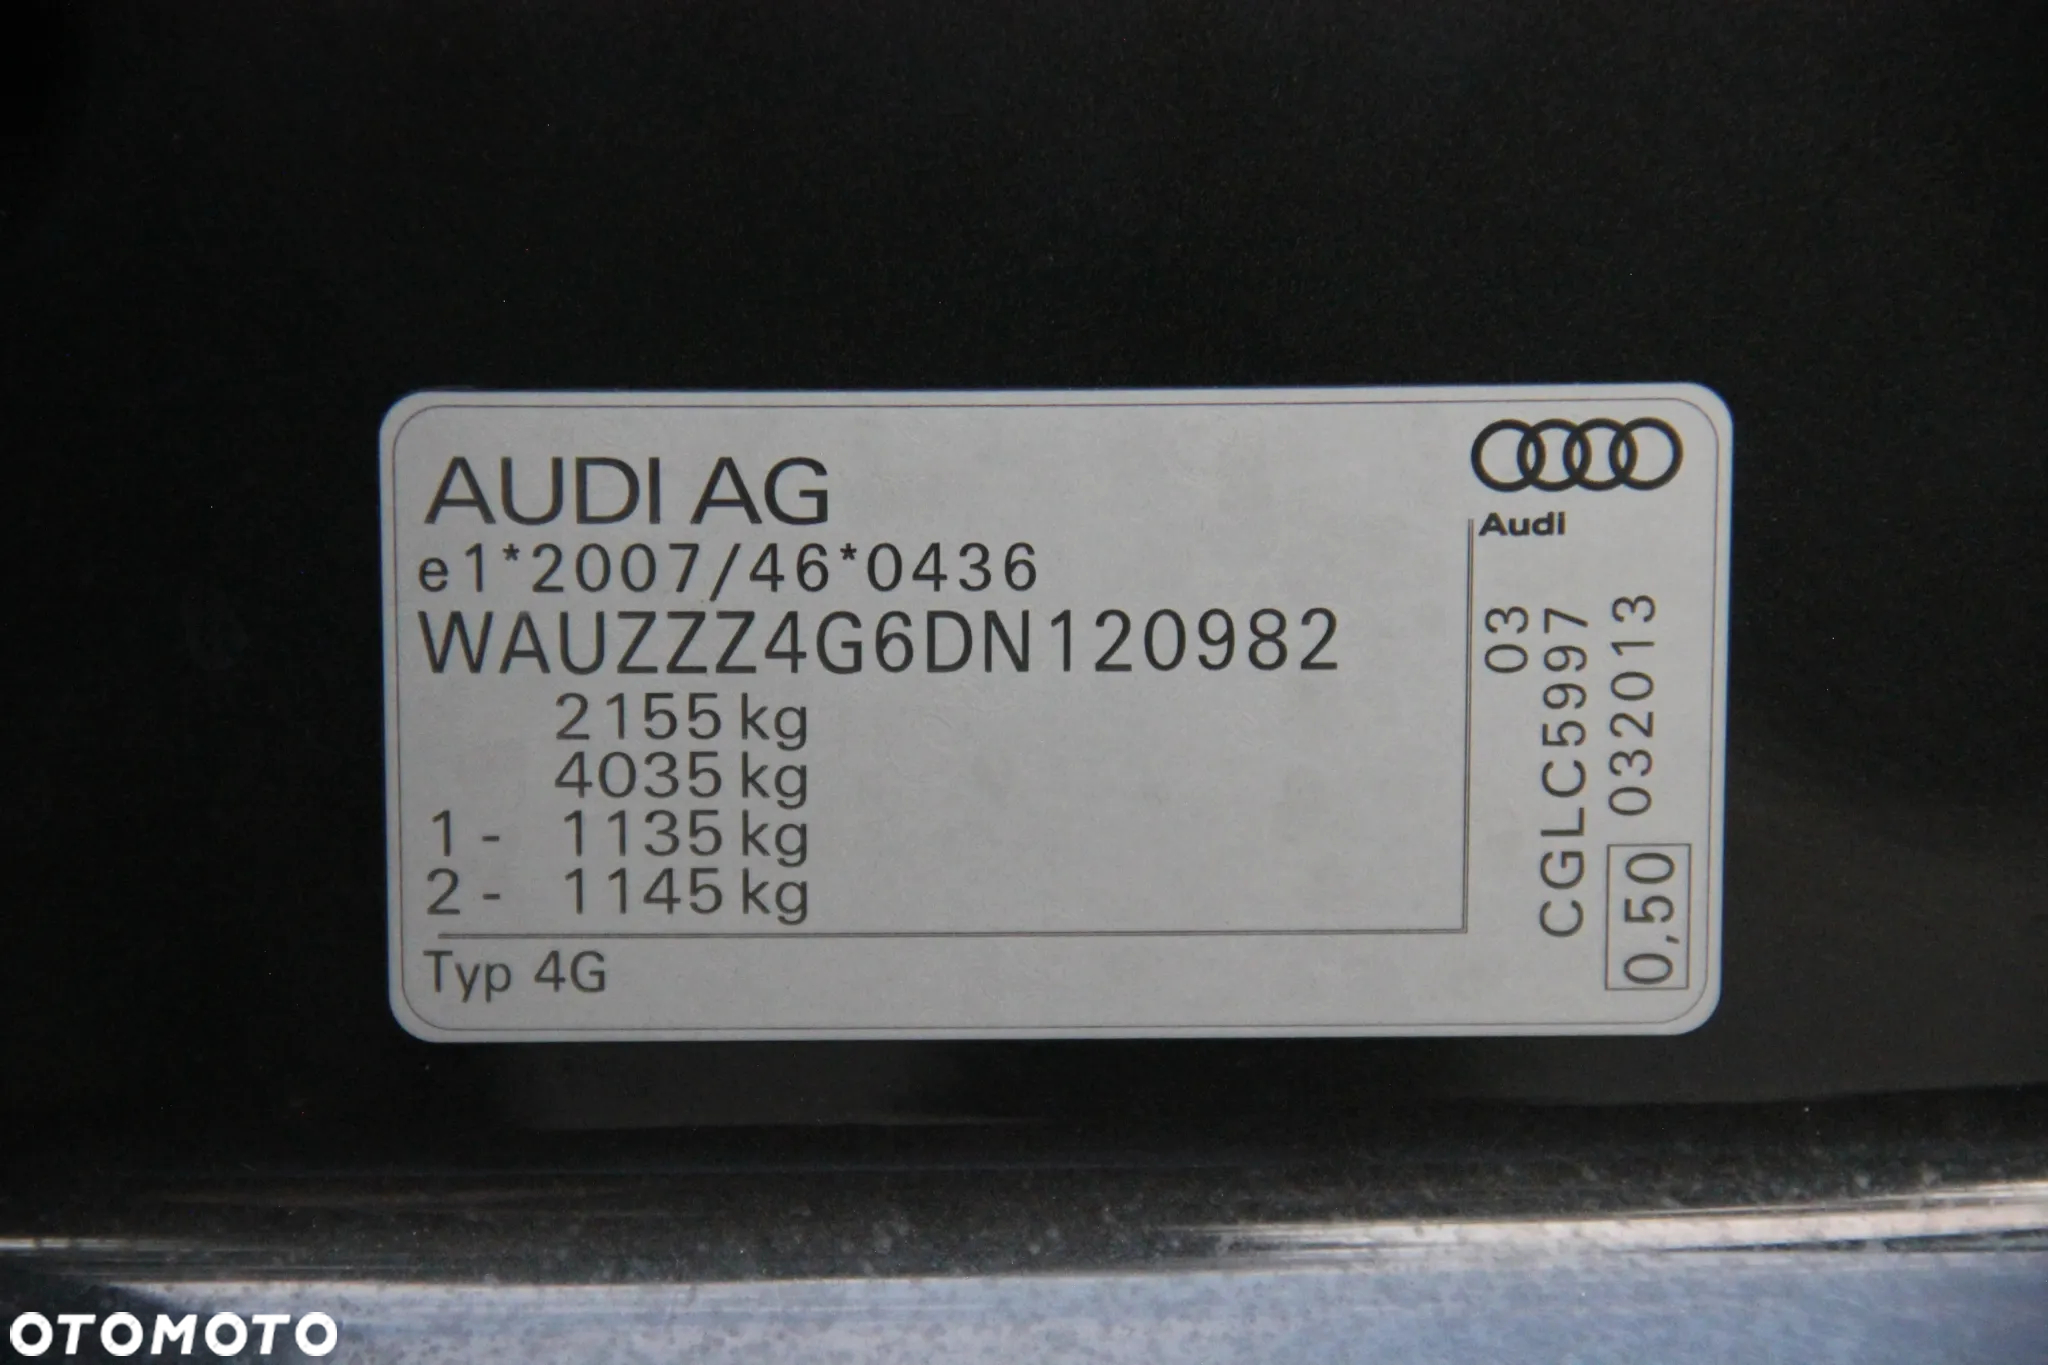 AUDI AG
e1*2007/46*0436
WAUZZZ4G6DN120982
2155 kg
4035 kg
1 - 1135 kg
2 - 1145 kg
Typ 4G
Audi
03
CGLC5997
0,50 032013
OTOMOTO